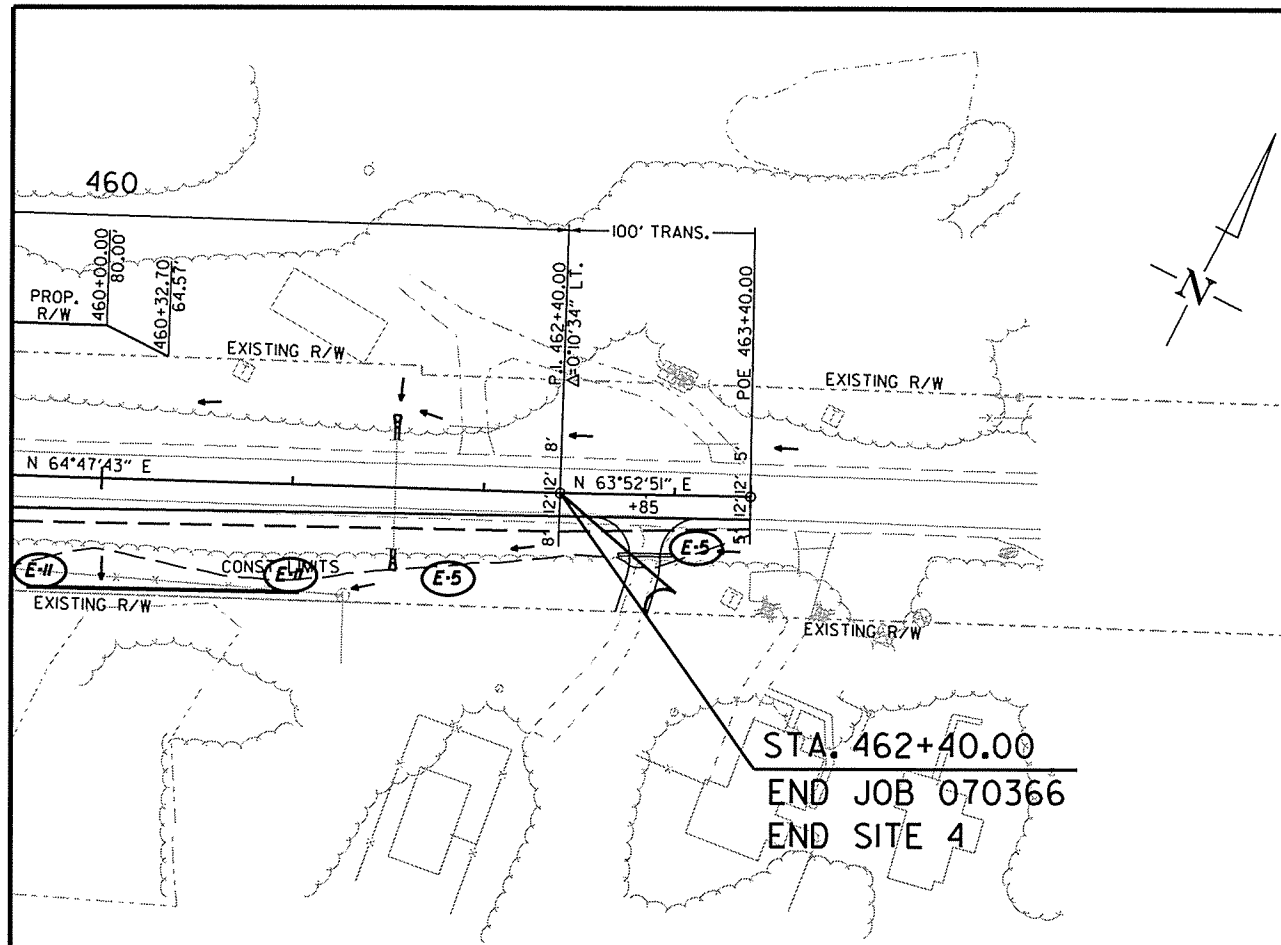 460
100' TRANS.
460+00.00
80.00'
460+32.70
64.57'
PROP.
R/W
P.I. 462+40.00
Δ=0°10'34" LT.
POE 463+40.00
EXISTING R/W
EXISTING R/W
N
8'
5'
N 64°47'43" E
12'
12'
N 63°52'51" E
12'
12'
+85
8'
5'
E-11
CONST. LIMITS
E-11
E-5
E-5
EXISTING R/W
EXISTING R/W
STA. 462+40.00
END JOB 070366
END SITE 4